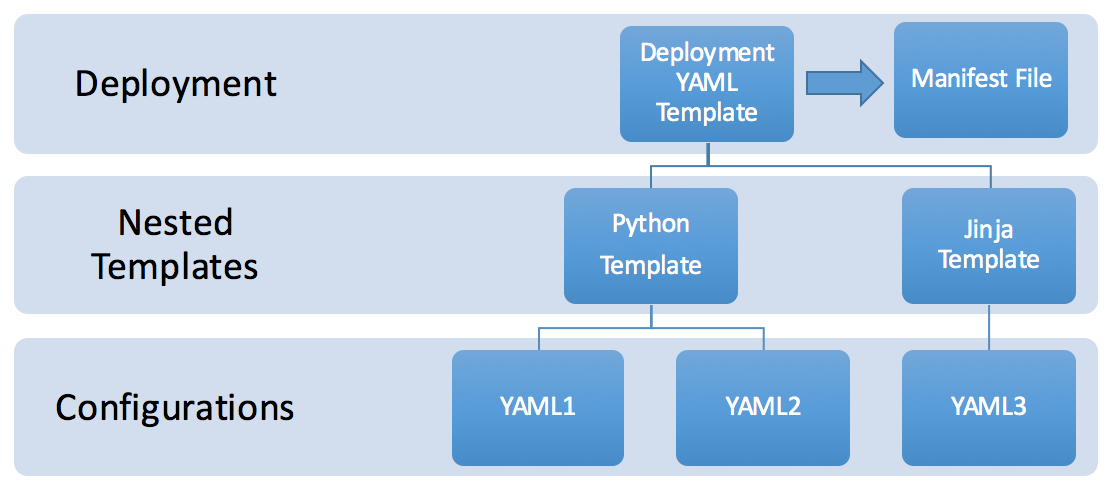 Deployment
Deployment
YAML
Template
Manifest File
Nested
Templates
Python
Template
Jinja
Template
Configurations
YAML1
YAML2
YAML3